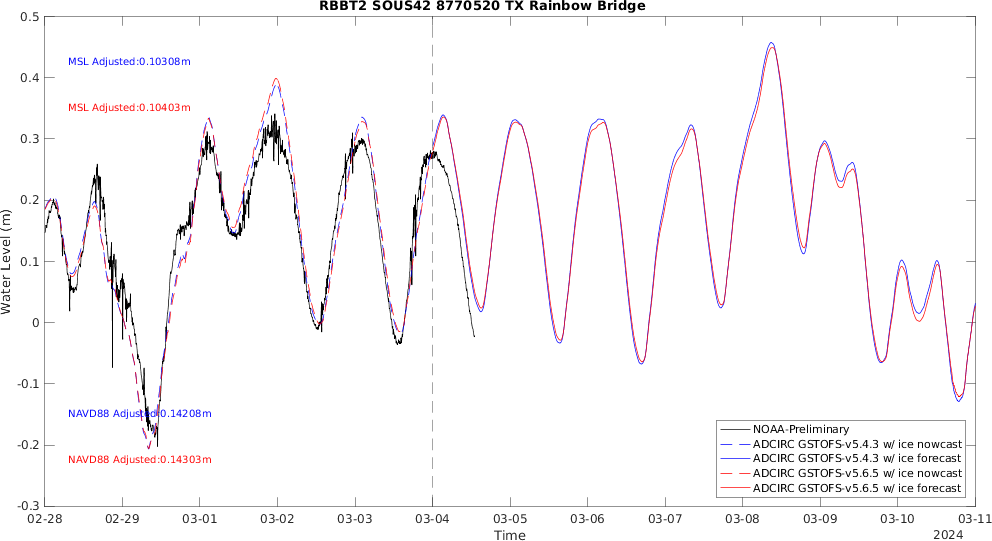 RBBT2 SOUS42 8770520 TX Rainbow Bridge
0.5
0.4
0.3
0.2
0.1
0
-0.1
-0.2
-0.3
Water Level (m)
MSL Adjusted:0.10308m
MSL Adjusted:0.10403m
NAVD88 Adjusted:0.14208m
NAVD88 Adjusted:0.14303m
NOAA-Preliminary
ADCIRC GSTOFS-v5.4.3 w/ ice nowcast
ADCIRC GSTOFS-v5.4.3 w/ ice forecast
ADCIRC GSTOFS-v5.6.5 w/ ice nowcast
ADCIRC GSTOFS-v5.6.5 w/ ice forecast
02-28 02-29 03-01 03-02 03-03 03-04 03-05 03-06 03-07 03-08 03-09 03-10 03-11
Time
2024